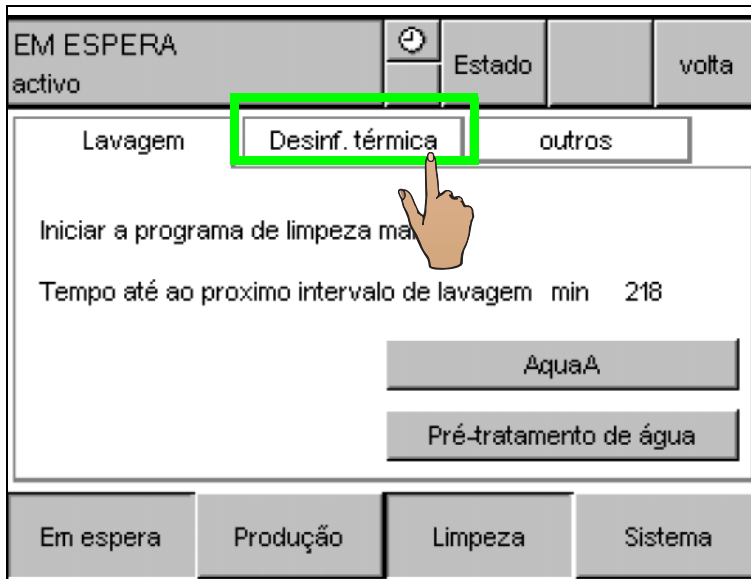 EM ESPERA
activo
Estado
volta
Lavagem
Desinf. térmica
outros
Iniciar a programa de limpeza
Tempo até ao proximo intervalo de lavagem min 218
AquaA
Pré-tratamento de água
Em espera
Produção
Limpeza
Sistema